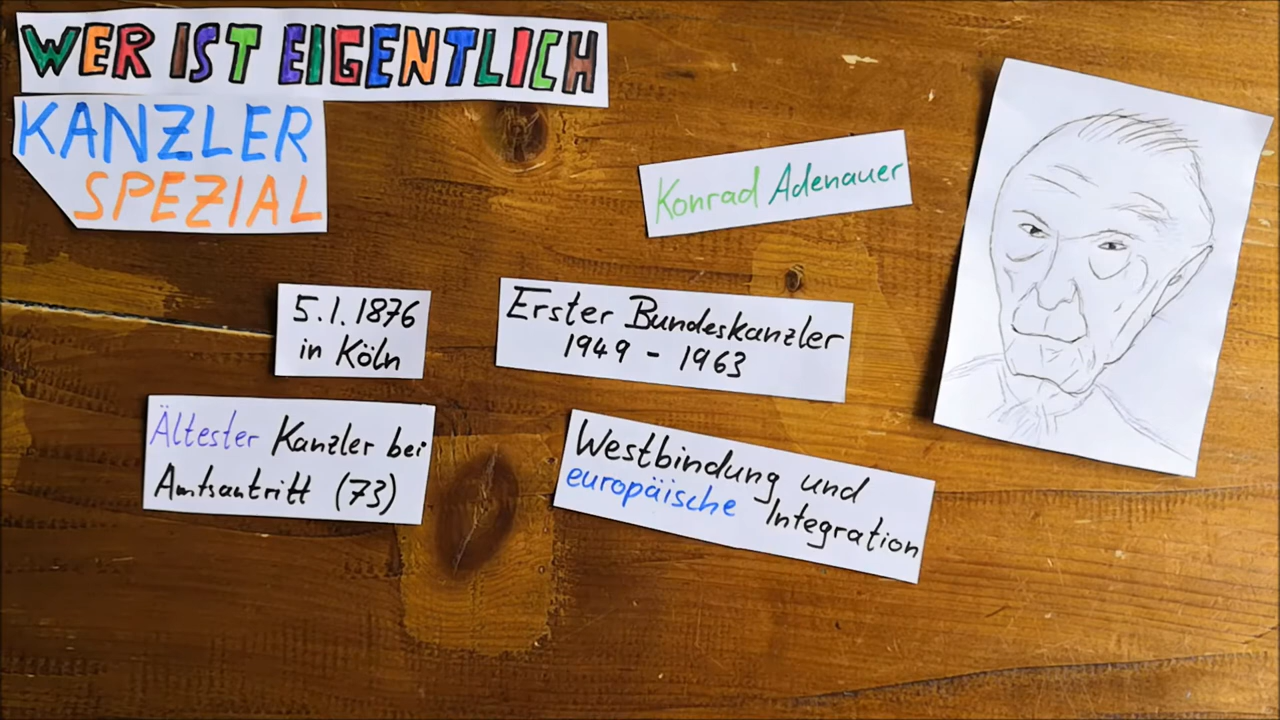 WER IST EIGENTLICH
KANZLER
SPEZIAL
Konrad Adenauer
5.1.1876
in Köln
Erster Bundeskanzler
1949 - 1963
Ältester Kanzler bei
Amtsantritt (73)
Westbindung und
europäische Integration